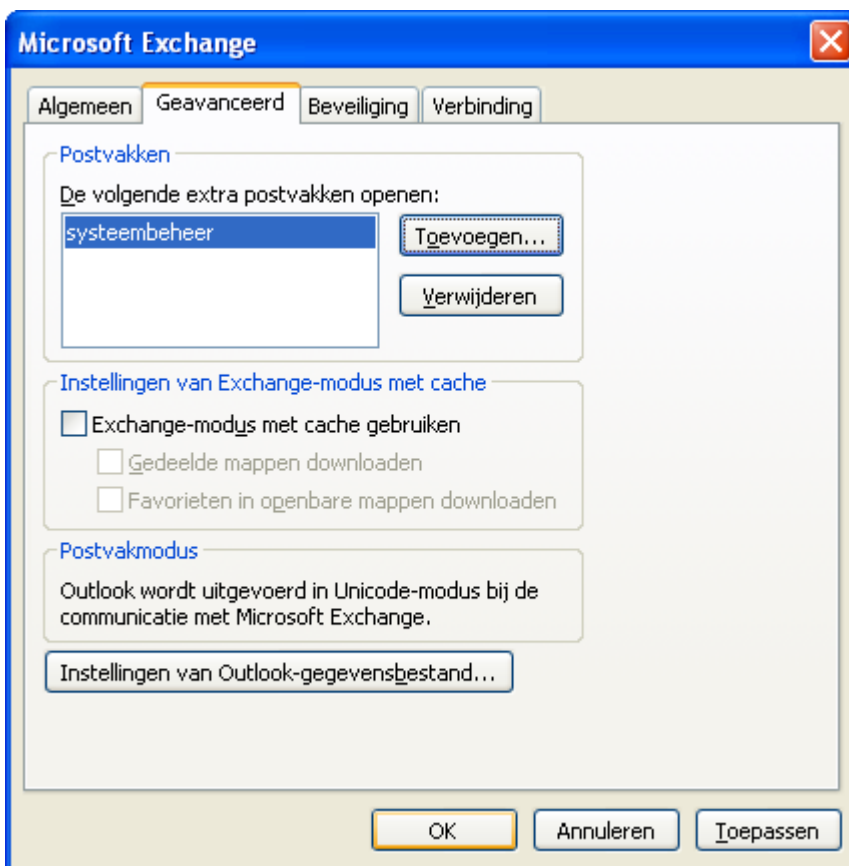 Microsoft Exchange
Algemeen
Geavanceerd
Beveiliging
Verbinding
Postvakken
De volgende extra postvakken openen:
systeembeheer
Toevoegen...
Verwijderen
Instellingen van Exchange-modus met cache
Exchange-modus met cache gebruiken
Gedeelde mappen downloaden
Favorieten in openbare mappen downloaden
Postvakmodus
Outlook wordt uitgevoerd in Unicode-modus bij de
communicatie met Microsoft Exchange.
Instellingen van Outlook-gegevensbestand...
OK
Annuleren
Toepassen